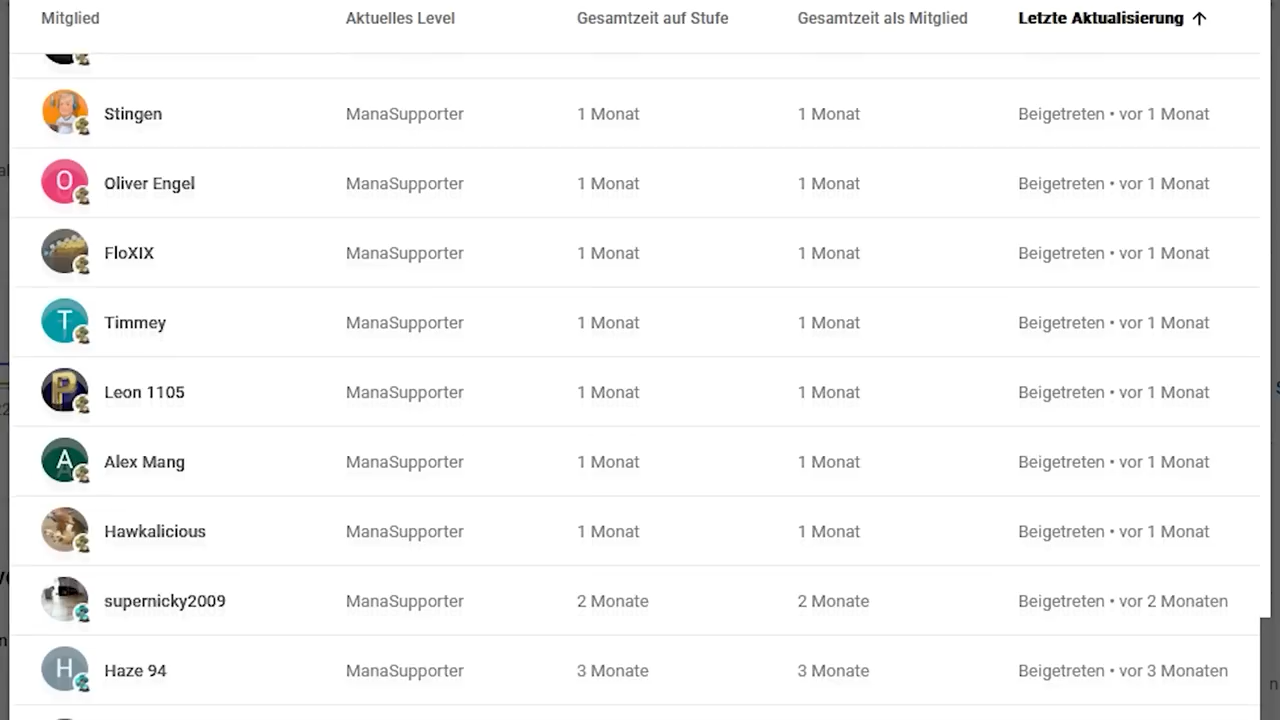 Mitglied Aktuelles Level Gesamtzeit auf Stufe Gesamtzeit als Mitglied Letzte Aktualisierung ↑
Stingen ManaSupporter 1 Monat 1 Monat Beigetreten • vor 1 Monat
O Oliver Engel ManaSupporter 1 Monat 1 Monat Beigetreten • vor 1 Monat
FloXIX ManaSupporter 1 Monat 1 Monat Beigetreten • vor 1 Monat
T Timmey ManaSupporter 1 Monat 1 Monat Beigetreten • vor 1 Monat
P Leon 1105 ManaSupporter 1 Monat 1 Monat Beigetreten • vor 1 Monat
A Alex Mang ManaSupporter 1 Monat 1 Monat Beigetreten • vor 1 Monat
Hawkalicious ManaSupporter 1 Monat 1 Monat Beigetreten • vor 1 Monat
supernicky2009 ManaSupporter 2 Monate 2 Monate Beigetreten • vor 2 Monaten
H Haze 94 ManaSupporter 3 Monate 3 Monate Beigetreten • vor 3 Monaten